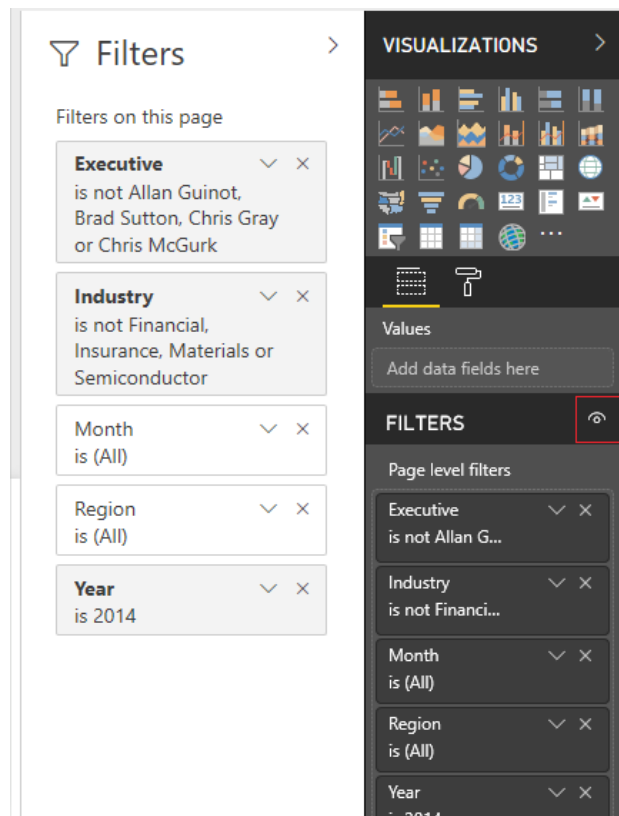 Filters
Filters on this page
Executive
is not Allan Guinot,
Brad Sutton, Chris Gray
or Chris McGurk
Industry
is not Financial,
Insurance, Materials or
Semiconductor
Month
is (All)
Region
is (All)
Year
is 2014
VISUALIZATIONS
123
Values
Add data fields here
FILTERS
Page level filters
Executive
is not Allan G...
Industry
is not Financi...
Month
is (All)
Region
is (All)
Year
is 2014